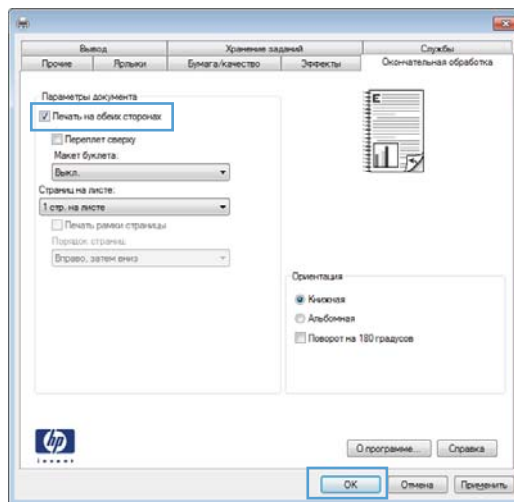 Вывод Хранение заданий Службы
Прочие Ярлыки Бумага/качество Эффекты Окончательная обработка
Параметры документа
Печать на обеих сторонах
Переплет сверху
Макет буклета:
Выкл.
Страниц на листе:
1 стр. на листе
Печать рамки страницы
Порядок страниц:
Вправо, затем вниз
E
Ориентация
Книжная
Альбомная
Поворот на 180 градусов
hp
invent
О программе... Справка
OK Отмена Применить